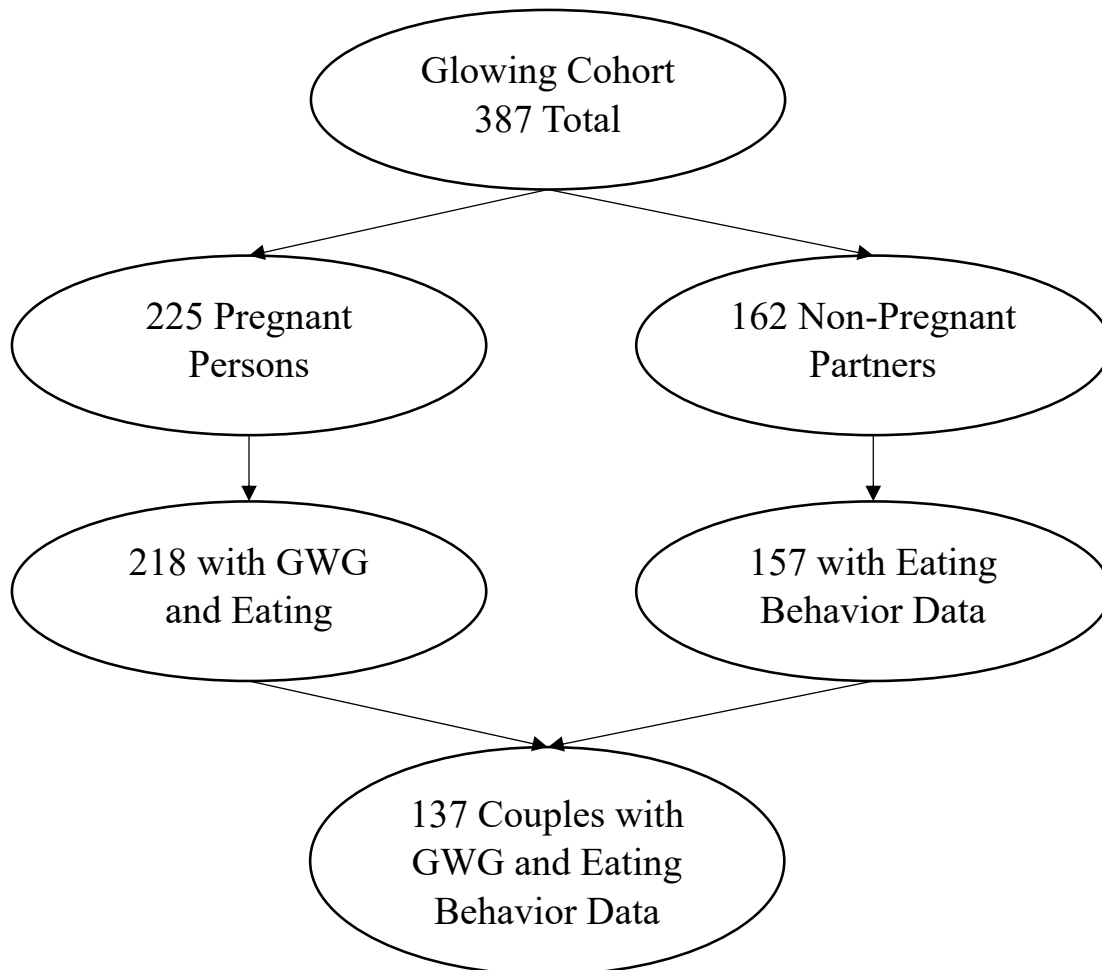 Glowing Cohort
387 Total
225 Pregnant
Persons
162 Non-Pregnant
Partners
218 with GWG
and Eating
157 with Eating
Behavior Data
137 Couples with
GWG and Eating
Behavior Data